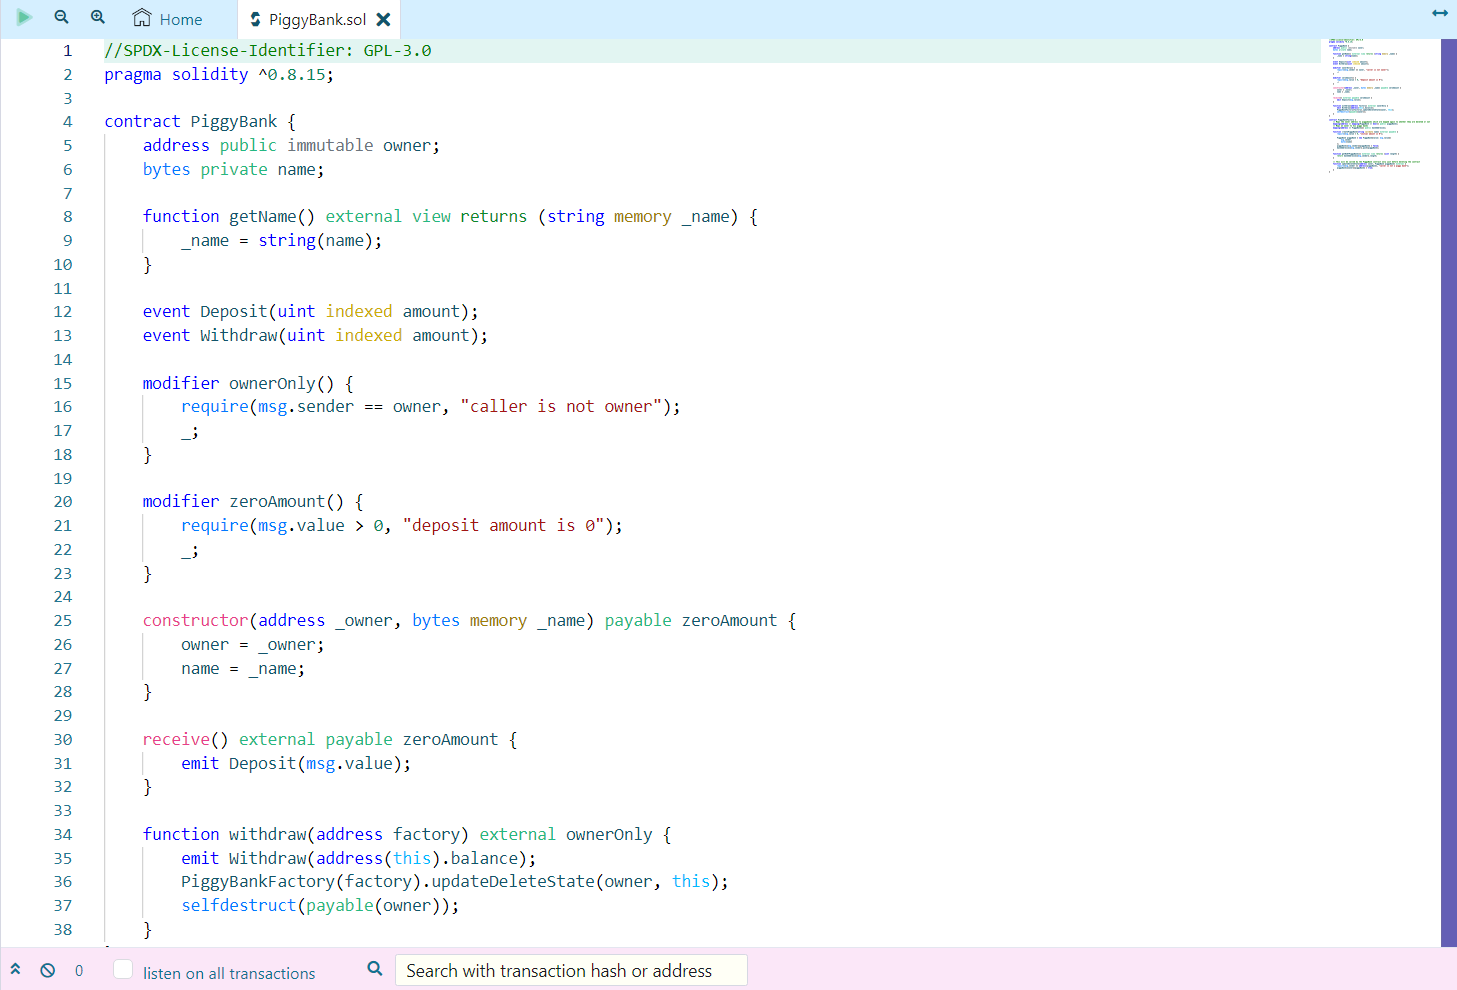 Home PiggyBank.sol
1 //SPDX-License-Identifier: GPL-3.0
2 pragma solidity ^0.8.15;
3
4 contract PiggyBank {
5 address public immutable owner;
6 bytes private name;
7
8 function getName() external view returns (string memory _name) {
9 _name = string(name);
10 }
11
12 event Deposit(uint indexed amount);
13 event Withdraw(uint indexed amount);
14
15 modifier ownerOnly() {
16 require(msg.sender == owner, "caller is not owner");
17 _;
18 }
19
20 modifier zeroAmount() {
21 require(msg.value > 0, "deposit amount is 0");
22 _;
23 }
24
25 constructor(address _owner, bytes memory _name) payable zeroAmount {
26 owner = _owner;
27 name = _name;
28 }
29
30 receive() external payable zeroAmount {
31 emit Deposit(msg.value);
32 }
33
34 function withdraw(address factory) external ownerOnly {
35 emit Withdraw(address(this).balance);
36 PiggyBankFactory(factory).updateDeleteState(owner, this);
37 selfdestruct(payable(owner));
38 }
0 listen on all transactions Search with transaction hash or address